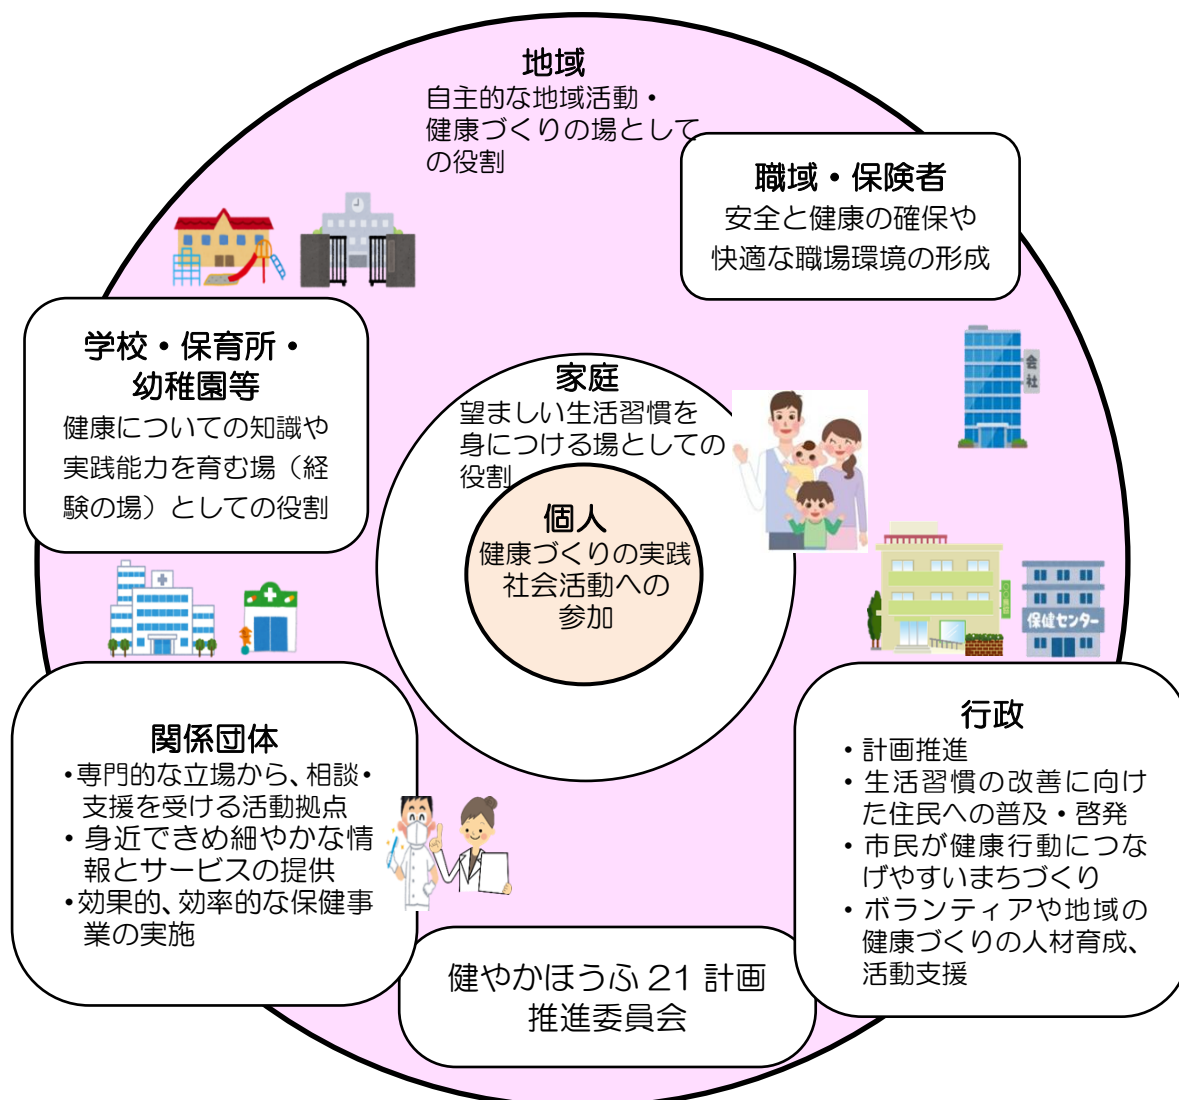 地域
自主的な地域活動・
健康づくりの場として
の役割
職域・保険者
安全と健康の確保や
快適な職場環境の形成
学校・保育所・
幼稚園等
健康についての知識や
実践能力を育む場（経
験の場）としての役割
会社
家庭
望ましい生活習慣を
身につける場としての
役割
個人
健康づくりの実践
社会活動への
参加
保健センター
関係団体
・専門的な立場から、相談・
支援を受ける活動拠点
・身近できめ細やかな情
報とサービスの提供
・効果的、効率的な保健事
業の実施
行政
・計画推進
・生活習慣の改善に向け
た住民への普及・啓発
・市民が健康行動につな
げやすいまちづくり
・ボランティアや地域の
健康づくりの人材育成、
活動支援
健やかほうふ 21 計画
推進委員会